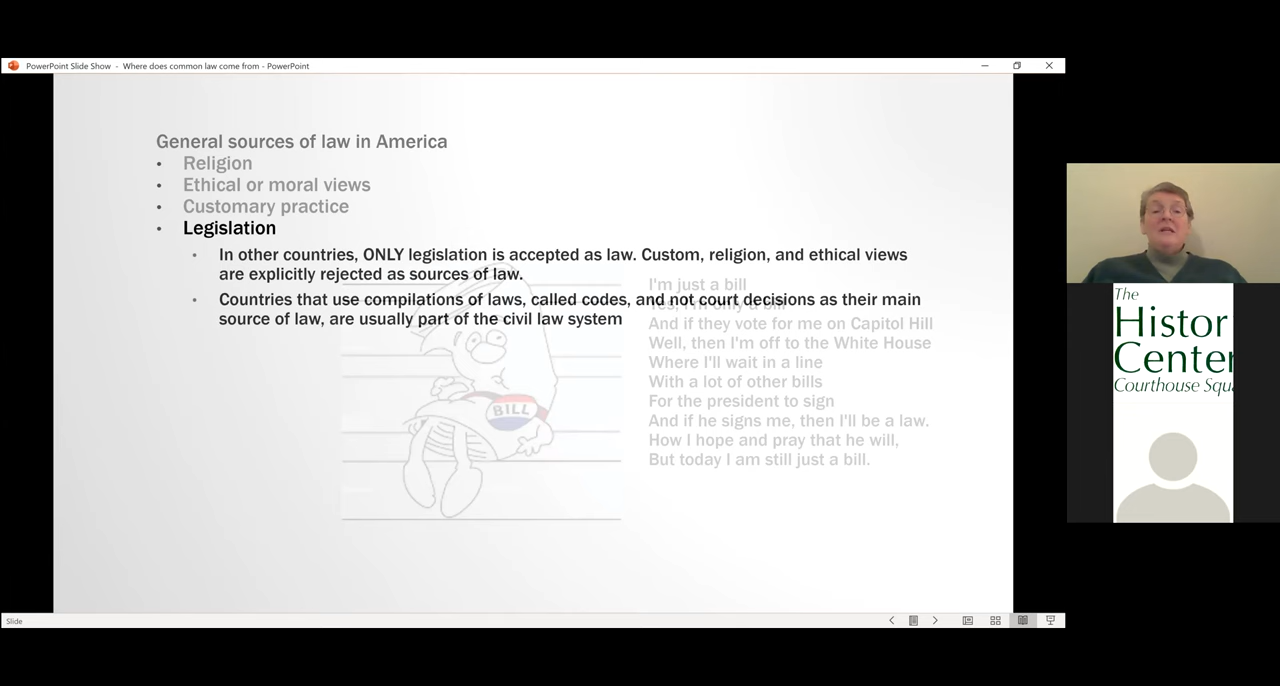 PowerPoint Slide Show - Where does common law come from - PowerPoint
General sources of law in America
• Religion
• Ethical or moral views
• Customary practice
• Legislation
• In other countries, ONLY legislation is accepted as law. Custom, religion, and ethical views
are explicitly rejected as sources of law.
• Countries that use compilations of laws, called codes, and not court decisions as their main
source of law, are usually part of the civil law system
I'm just a bill
Yes, I'm only a bill
And if they vote for me on Capitol Hill
Well, then I'm off to the White House
Where I'll wait in a line
With a lot of other bills
For the president to sign
And if he signs me, then I'll be a law.
How I hope and pray that he will,
But today I am still just a bill.
BILL
The
Histor
Center
Courthouse Squ
Slide